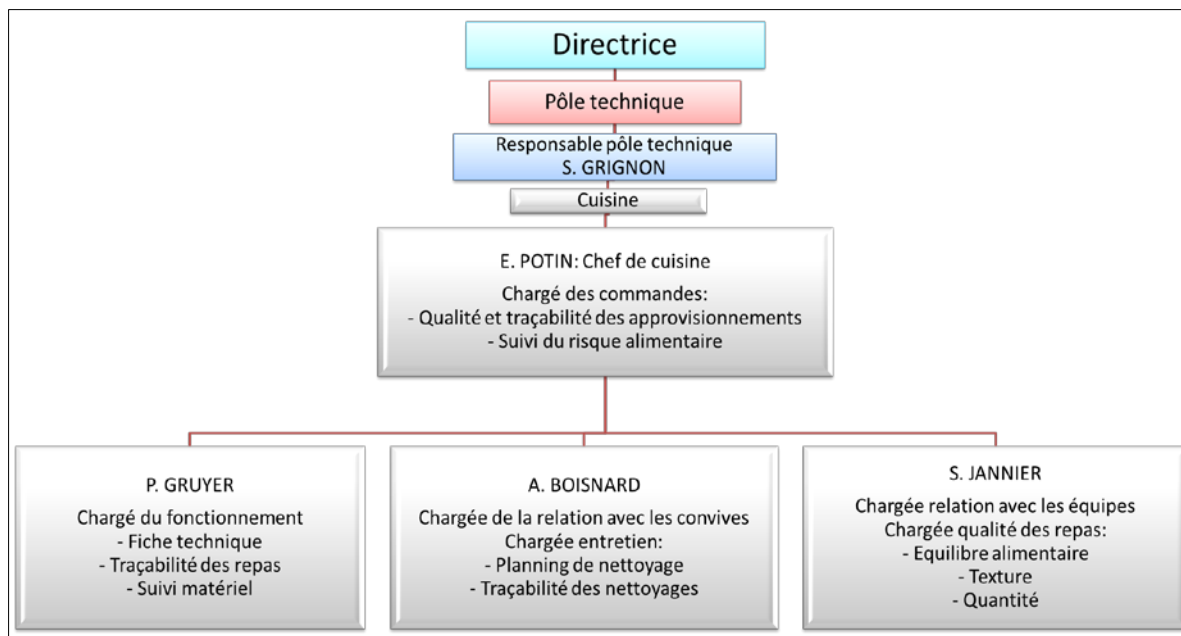 Directrice
Pôle technique
Responsable pôle technique
S. GRIGNON
Cuisine
E. POTIN: Chef de cuisine
Chargé des commandes:
- Qualité et traçabilité des approvisionnements
- Suivi du risque alimentaire
P. GRUYER
Chargé du fonctionnement
- Fiche technique
- Traçabilité des repas
- Suivi matériel
A. BOISNARD
Chargée de la relation avec les convives
Chargée entretien:
- Planning de nettoyage
- Traçabilité des nettoyages
S. JANNIER
Chargée relation avec les équipes
Chargée qualité des repas:
- Equilibre alimentaire
- Texture
- Quantité